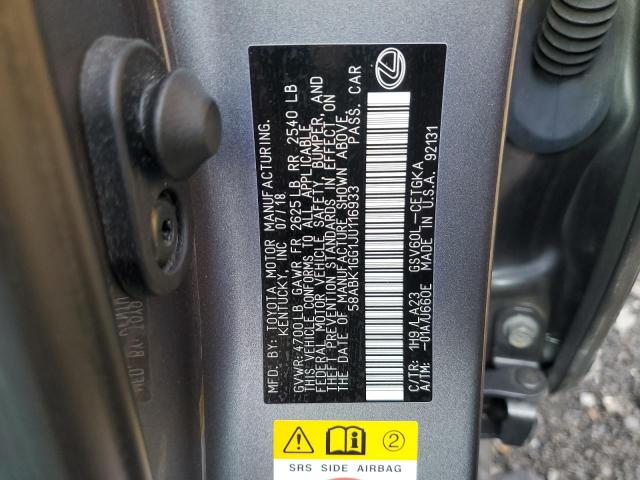 MFD. BY: TOYOTA MOTOR MANUFACTURING.
KENTUCKY, INC. 07/18
GVWR:4700LB GAWR FR 2625LB RR 2540 LB
THIS VEHICLE CONFORMS TO ALL APPLICABLE
FEDERAL MOTOR VEHICLE SAFETY, BUMPER, AND
THEFT PREVENTION STANDARDS IN EFFECT ON
THE DATE OF MANUFACTURE SHOWN ABOVE.
58ABK1GG1JU116933 PASS. CAR
C/TR: 1H9/LA23 GSV60L-CETGKA
A/TM: -01A/U660E MADE IN U.S.A. 92131
2
SRS SIDE AIRBAG